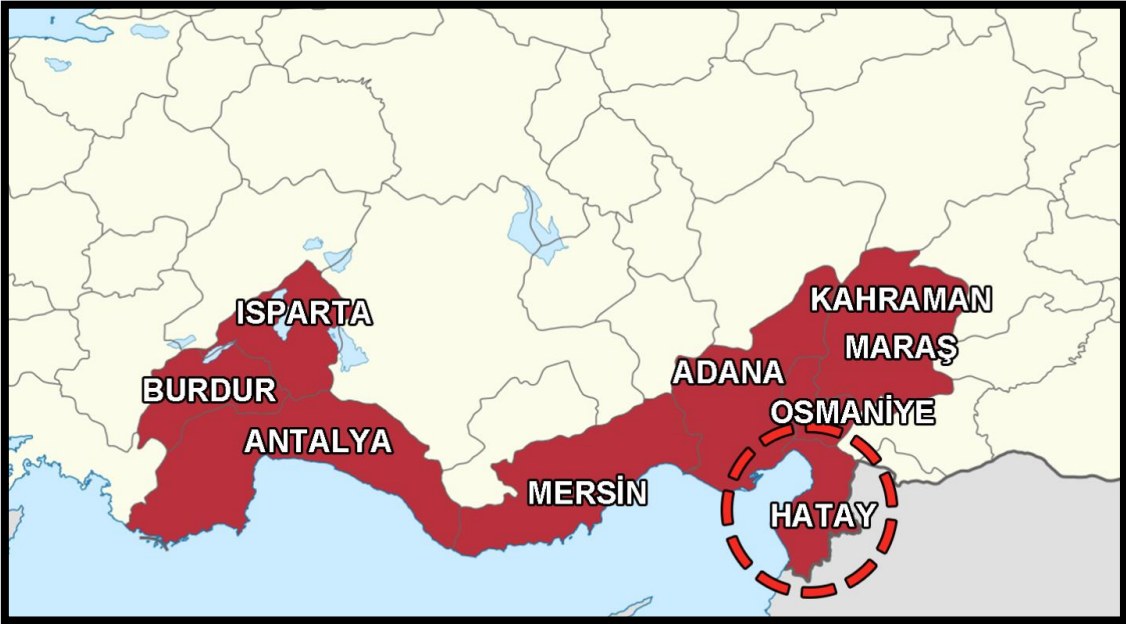 ISPARTA
KAHRAMAN
MARAŞ
BURDUR
ADANA
OSMANİYE
ANTALYA
MERSİN
HATAY